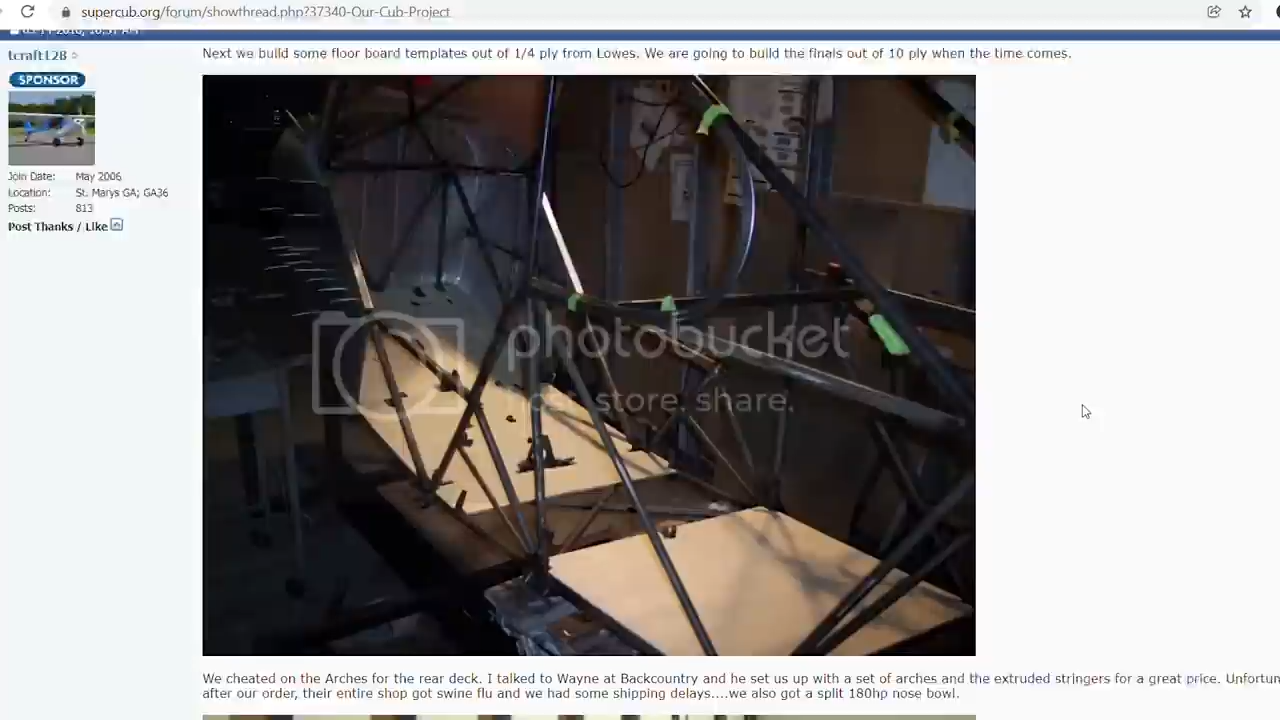 supercub.org/forum/showthread.php?37340-Our-Cub-Project
tcraft128
SPONSOR
Join Date: May 2006
Location: St. Marys GA; GA36
Posts: 813
Post Thanks / Like
Next we build some floor board templates out of 1/4 ply from Lowes. We are going to build the finals out of 10 ply when the time comes.
photobucket
host. store. share.
We cheated on the Arches for the rear deck. I talked to Wayne at Backcountry and he set us up with a set of arches and the extruded stringers for a great price.
after our order, their entire shop got swine flu and we had some shipping delays....we also got a split 180hp nose bowl.